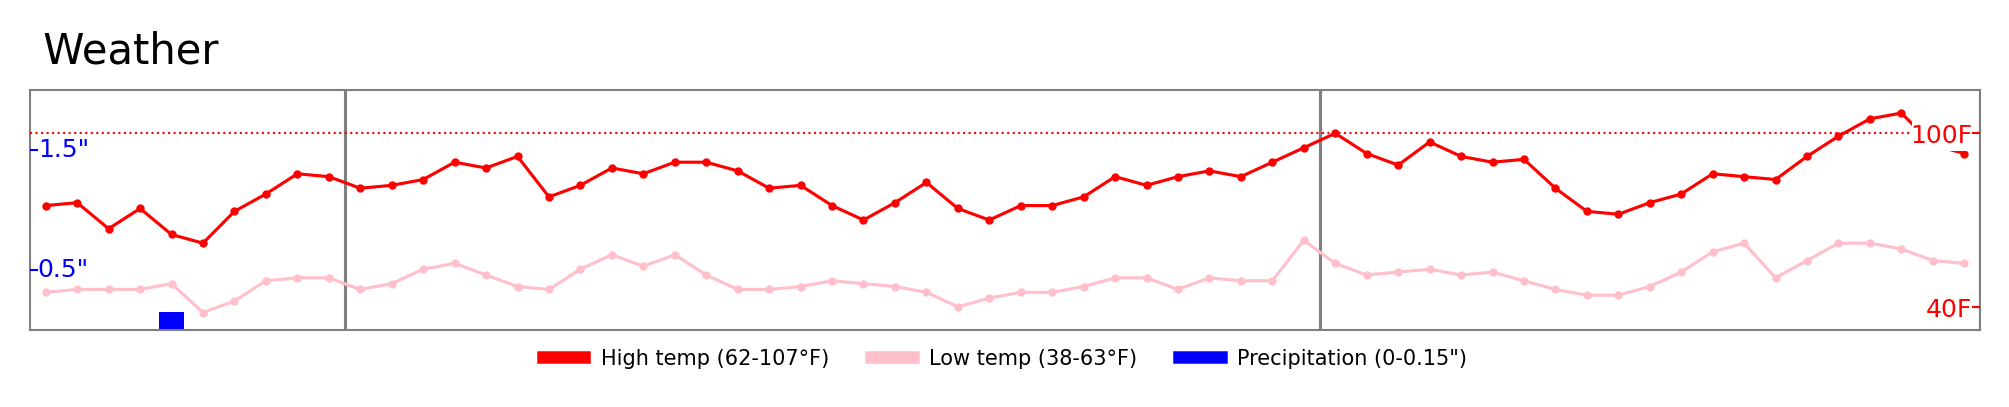 Weather
1.5"
100F
0.5"
40F
High temp (62-107°F)
Low temp (38-63°F)
Precipitation (0-0.15")